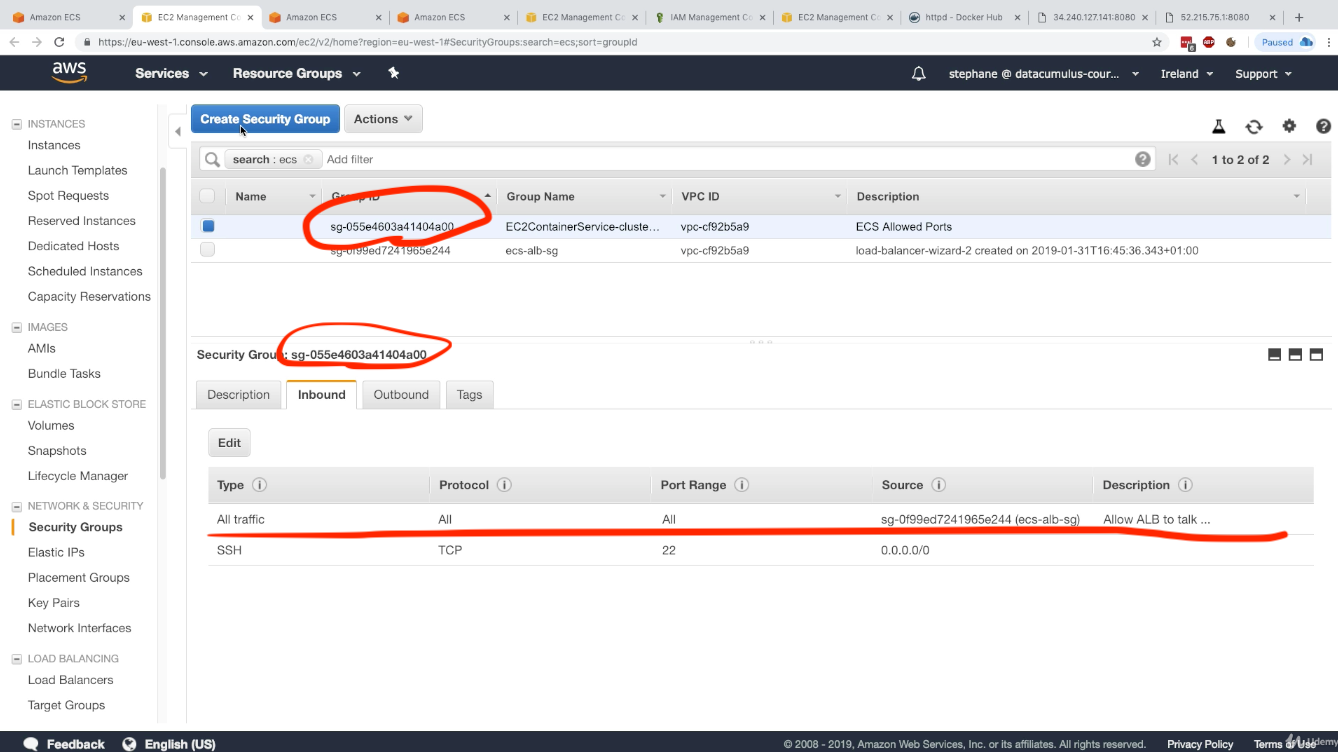 Amazon ECS
EC2 Management Co
Amazon ECS
Amazon ECS
EC2 Management Co
IAM Management Co
EC2 Management Co
httpd - Docker Hub
34.240.127.141:8080
52.215.75.1:8080
https://eu-west-1.console.aws.amazon.com/ec2/v2/home?region=eu-west-1#SecurityGroups:search=ecs;sort=groupId
6
ABP
Paused
aws
Services
Resource Groups
stephane @ datacumulus-cour...
Ireland
Support
INSTANCES
Instances
Launch Templates
Spot Requests
Reserved Instances
Dedicated Hosts
Scheduled Instances
Capacity Reservations
IMAGES
AMIs
Bundle Tasks
ELASTIC BLOCK STORE
Volumes
Snapshots
Lifecycle Manager
NETWORK & SECURITY
Security Groups
Elastic IPs
Placement Groups
Key Pairs
Network Interfaces
LOAD BALANCING
Load Balancers
Target Groups
Create Security Group
Actions
search : ecs
Add filter
1 to 2 of 2
Name
Group ID
Group Name
VPC ID
Description
sg-055e4603a41404a00 EC2ContainerService-cluste... vpc-cf92b5a9 ECS Allowed Ports
sg-0f99ed7241965e244 ecs-alb-sg vpc-cf92b5a9 load-balancer-wizard-2 created on 2019-01-31T16:45:36.343+01:00
Security Group: sg-055e4603a41404a00
Description
Inbound
Outbound
Tags
Edit
Type
Protocol
Port Range
Source
Description
All traffic All All sg-0f99ed7241965e244 (ecs-alb-sg) Allow ALB to talk ...
SSH TCP 22 0.0.0.0/0
Feedback
English (US)
© 2008 - 2019, Amazon Web Services, Inc. or its affiliates. All rights reserved.
Privacy Policy
Terms of Use
Udemy